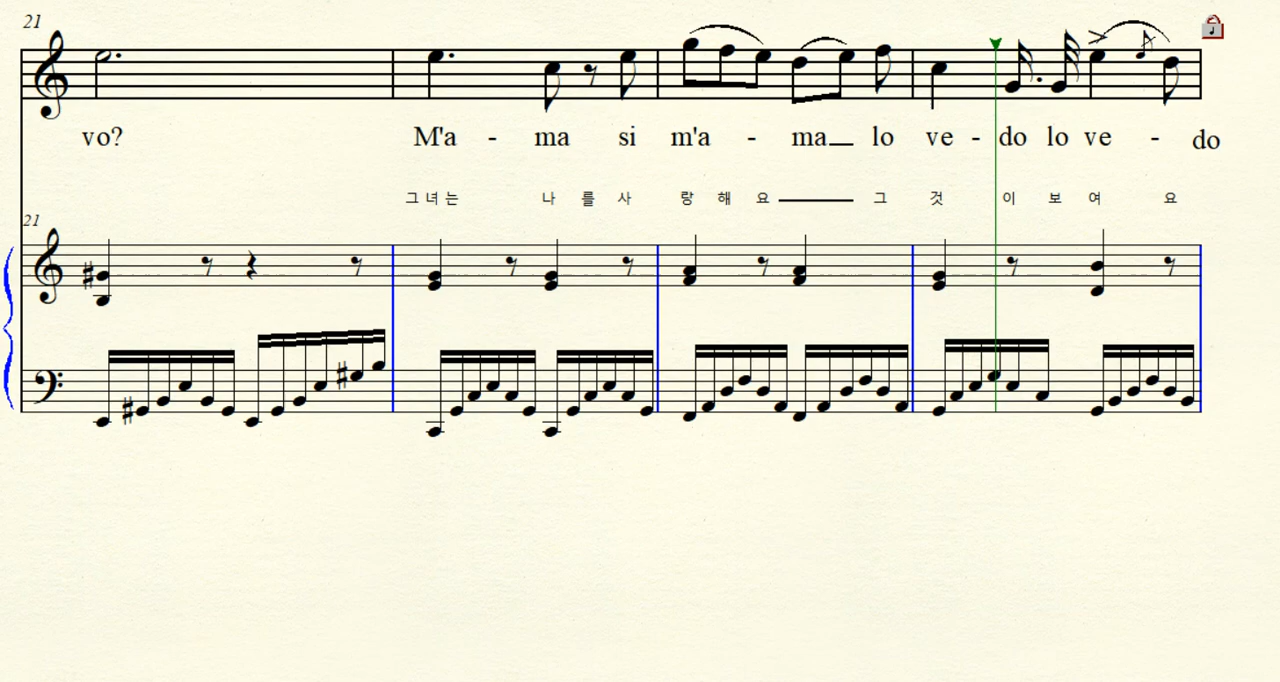 21
vo? M'a - ma si m'a - ma lo ve - do lo ve - do
그 녀 는 나 를 사 랑 해 요 그 것 이 보 여 요
21